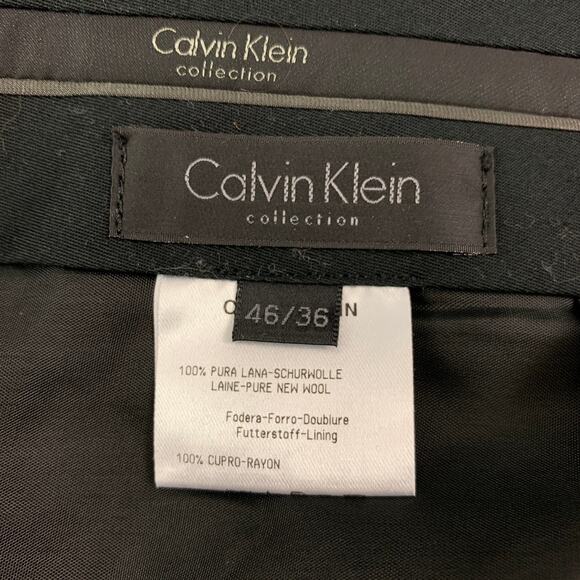 Calvin Klein
collection
Calvin Klein
collection
46/36
100% PURA LANA-SCHURWOLLE
LAINE-PURE NEW WOOL
Fodera-Forro-Doublure
Futterstoff-Lining
100% CUPRO-RAYON